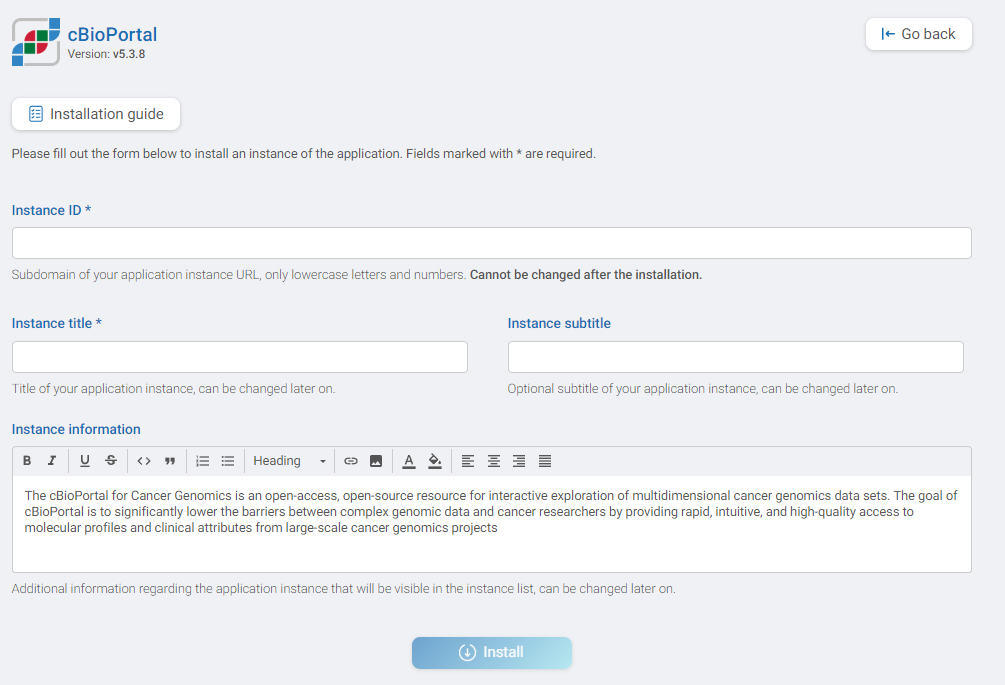 cBioPortal
Version: v5.3.8
Go back
Installation guide
Please fill out the form below to install an instance of the application. Fields marked with * are required.
Instance ID *
Subdomain of your application instance URL, only lowercase letters and numbers. Cannot be changed after the installation.
Instance title *
Instance subtitle
Title of your application instance, can be changed later on.
Optional subtitle of your application instance, can be changed later on.
Instance information
B I U S Heading A
The cBioPortal for Cancer Genomics is an open-access, open-source resource for interactive exploration of multidimensional cancer genomics data sets. The goal of
cBioPortal is to significantly lower the barriers between complex genomic data and cancer researchers by providing rapid, intuitive, and high-quality access to
molecular profiles and clinical attributes from large-scale cancer genomics projects
Additional information regarding the application instance that will be visible in the instance list, can be changed later on.
Install